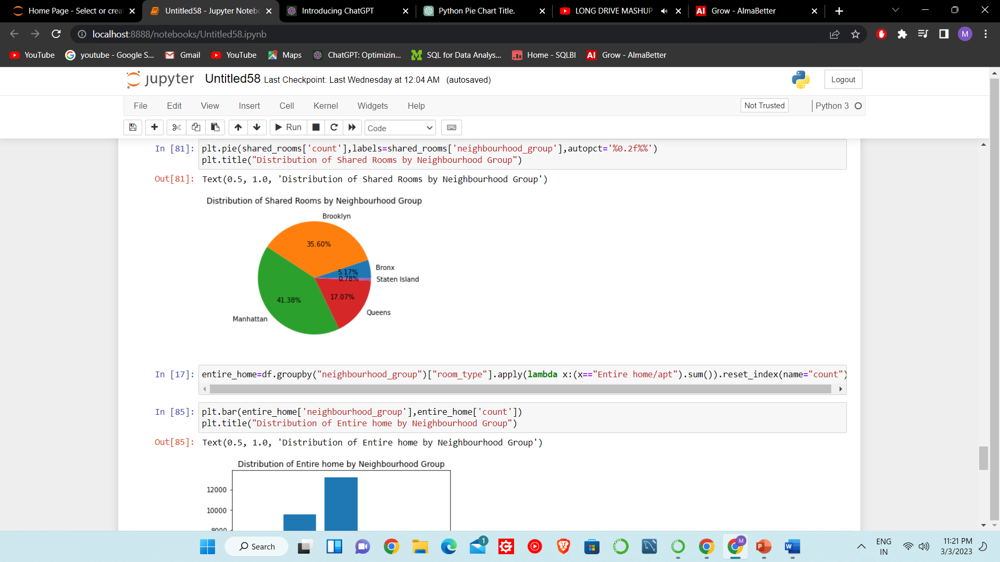 Home Page - Select or crea
Untitled58 - Jupyter Noteb
Introducing ChatGPT
Python Pie Chart Title.
LONG DRIVE MASHUP
AI Grow - AlmaBetter
localhost:8888/notebooks/Untitled58.ipynb
M
YouTube
youtube - Google S...
Gmail
YouTube
Maps
ChatGPT: Optimizin...
SQL for Data Analys...
Home - SQLBI
AI Grow - AlmaBetter
jupyter Untitled58 Last Checkpoint: Last Wednesday at 12:04 AM (autosaved)
Logout
File Edit View Insert Cell Kernel Widgets Help
Not Trusted
Python 3
Run
Code
In [81]: plt.pie(shared_rooms['count'],labels=shared_rooms['neighbourhood_group'],autopct='%0.2f%%')
plt.title("Distribution of Shared Rooms by Neighbourhood Group")
Out[81]: Text(0.5, 1.0, 'Distribution of Shared Rooms by Neighbourhood Group')
Distribution of Shared Rooms by Neighbourhood Group
Brooklyn
35.60%
Bronx
5.17%
0.78%
Staten Island
41.38%
17.07%
Queens
Manhattan
In [17]: entire_home=df.groupby("neighbourhood_group")["room_type"].apply(lambda x:(x=="Entire home/apt").sum()).reset_index(name="count")
In [85]: plt.bar(entire_home['neighbourhood_group'],entire_home['count'])
plt.title("Distribution of Entire home by Neighbourhood Group")
Out[85]: Text(0.5, 1.0, 'Distribution of Entire home by Neighbourhood Group')
Distribution of Entire home by Neighbourhood Group
12000
10000
8000
Search
1
M
P
W
ENG
IN
11:21 PM
3/3/2023